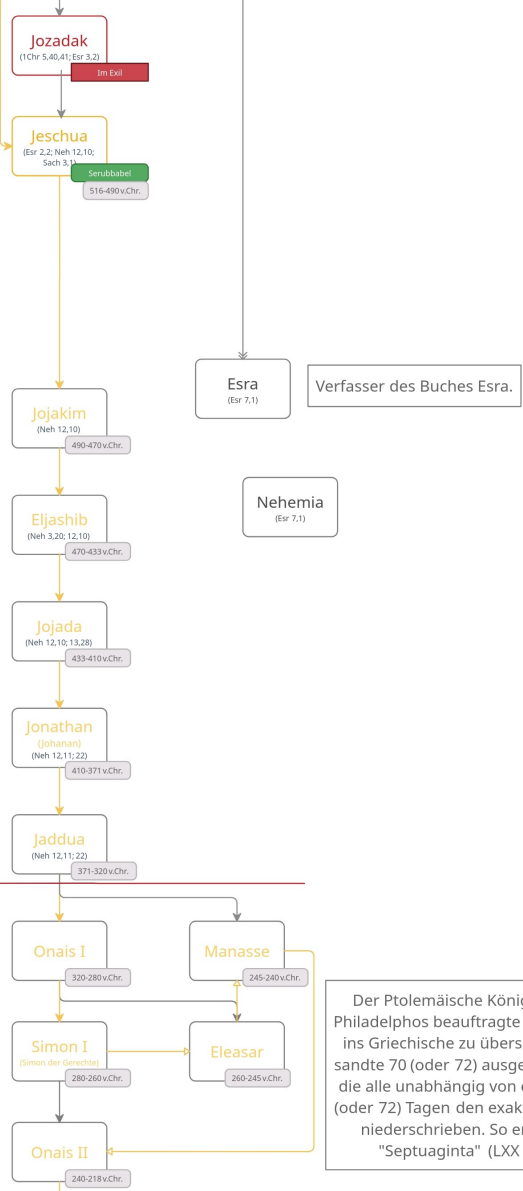 Jozadak
(1Chr 5,40,41; Esr 3,2)
Im Exil
Jeschua
(Esr 2,2; Neh 12,10;
Sach 3,1)
Serubbabel
516-490 v.Chr.
Esra
(Esr 7,1)
Verfasser des Buches Esra.
Jojakim
(Neh 12,10)
490-470 v.Chr.
Nehemia
(Esr 7,1)
Eljashib
(Neh 3,20; 12,10)
470-433 v.Chr.
Jojada
(Neh 12,10; 13,28)
433-410 v.Chr.
Jonathan
(Johanan)
(Neh 12,11; 22)
410-371 v.Chr.
Jaddua
(Neh 12,11; 22)
371-320 v.Chr.
Onais I
320-280 v.Chr.
Manasse
245-240 v.Chr.
Simon I
(Simon der Gerechte)
280-260 v.Chr.
Eleasar
260-245 v.Chr.
Onais II
240-218 v.Chr.
Der Ptolemäische König
Philadelphos beauftragte
ins Griechische zu übers
sandte 70 (oder 72) ausge
die alle unabhängig von
(oder 72) Tagen den exak
niederschrieben. So
"Septuaginta" (LXX